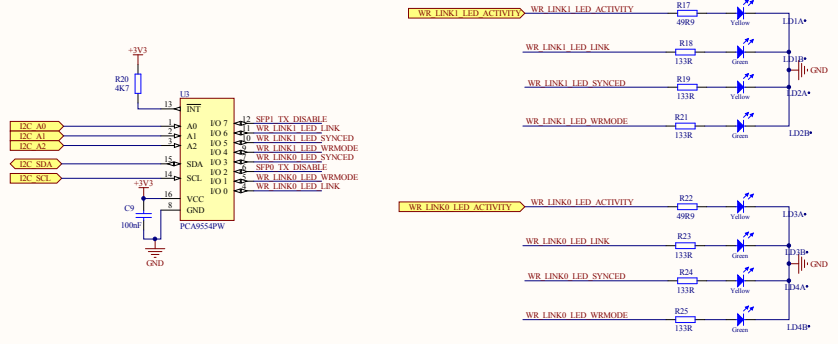 +3V3
R20
4K7
U3
13
INT
I2C_A0
1
A0
I2C_A1
2
A1
I2C_A2
3
A2
I2C_SDA
15
SDA
I2C_SCL
14
SCL
+3V3
16
VCC
8
GND
C9
100nF
GND
PCA9554PW
I/O 7
12
SFP1_TX_DISABLE
I/O 6
11
WR_LINK1_LED_LINK
I/O 5
10
WR_LINK1_LED_SYNCED
I/O 4
9
WR_LINK1_LED_WRMODE
I/O 3
7
WR_LINK0_LED_SYNCED
I/O 2
6
SFP0_TX_DISABLE
I/O 1
5
WR_LINK0_LED_WRMODE
I/O 0
4
WR_LINK0_LED_LINK
WR_LINK1_LED_ACTIVITY
WR_LINK1_LED_ACTIVITY
R17
49R9
Yellow
LD1A
WR_LINK1_LED_LINK
R18
133R
Green
LD1B
GND
WR_LINK1_LED_SYNCED
R19
133R
Yellow
LD2A
WR_LINK1_LED_WRMODE
R21
133R
Green
LD2B
WR_LINK0_LED_ACTIVITY
WR_LINK0_LED_ACTIVITY
R22
49R9
Yellow
LD3A
WR_LINK0_LED_LINK
R23
133R
Green
LD3B
GND
WR_LINK0_LED_SYNCED
R24
133R
Yellow
LD4A
WR_LINK0_LED_WRMODE
R25
133R
Green
LD4B